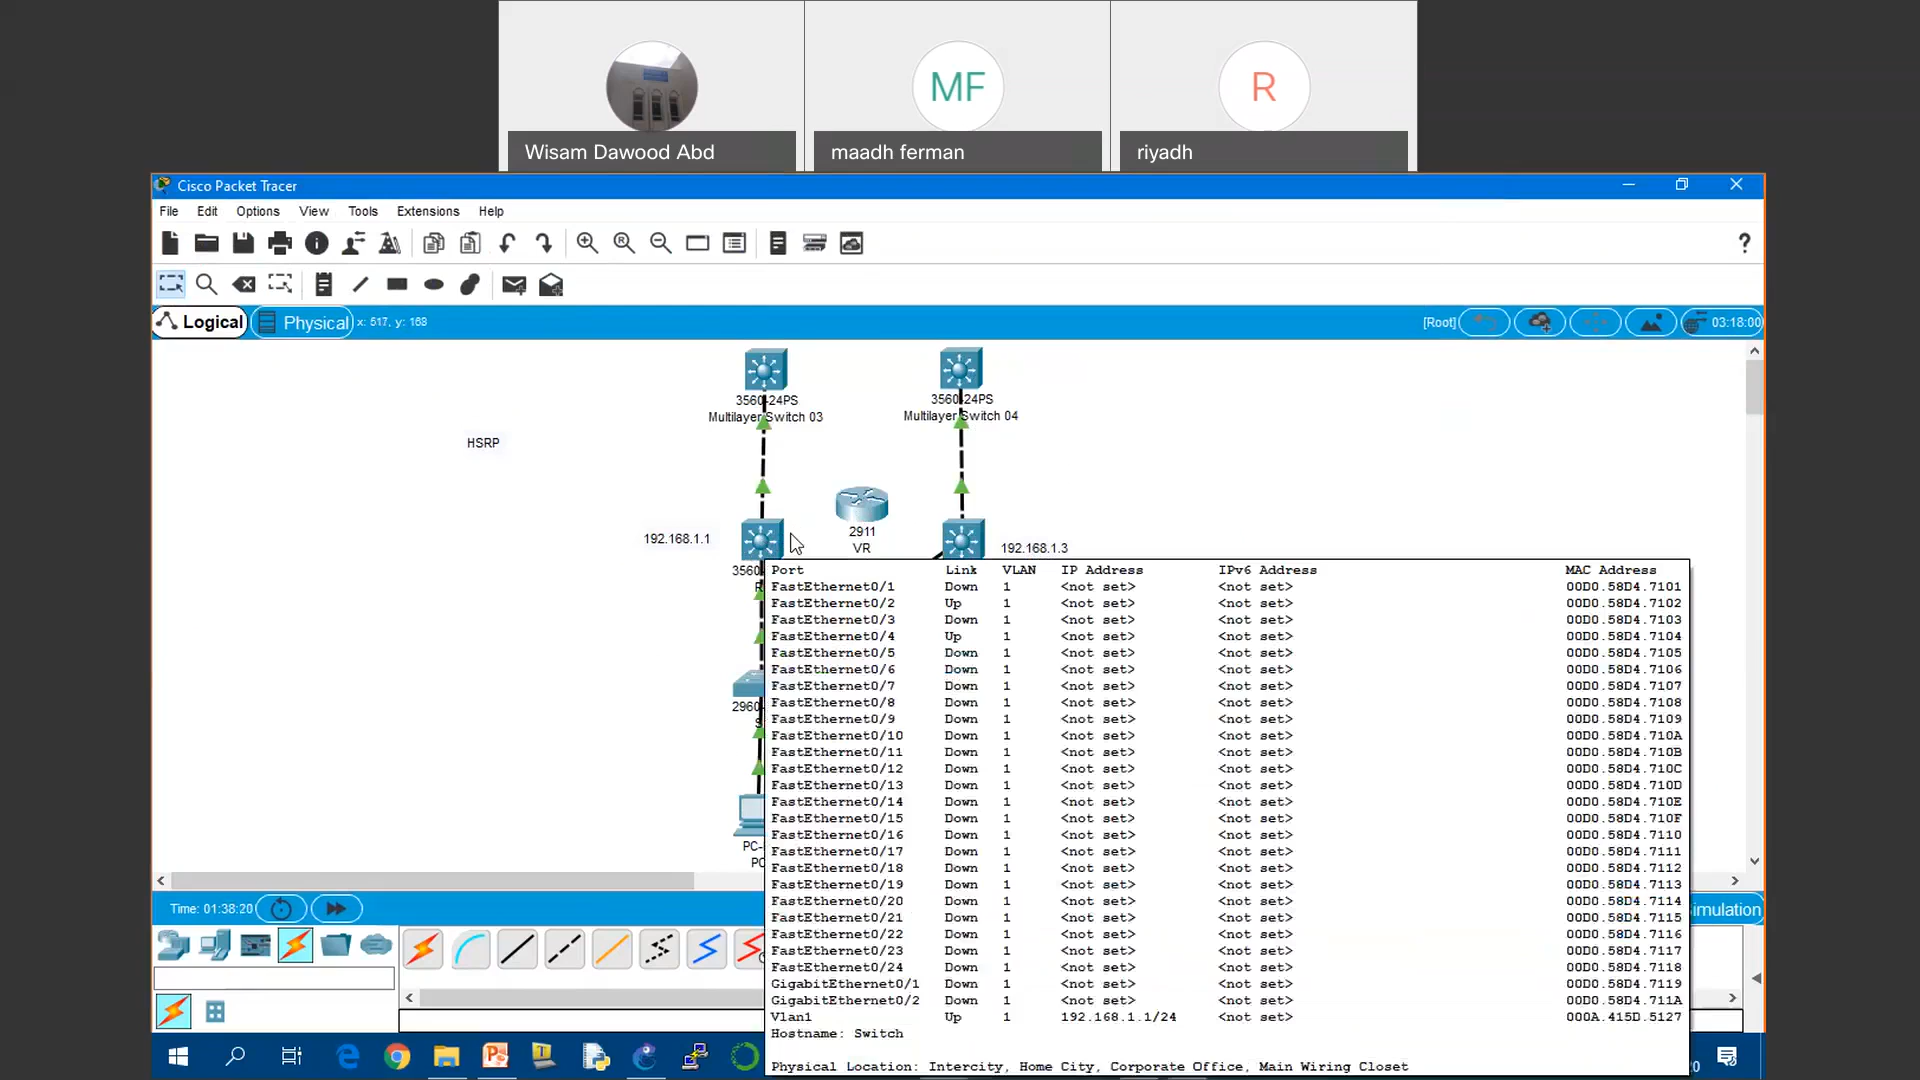 MF
R
Wisam Dawood Abd
maadh ferman
riyadh
Cisco Packet Tracer
File Edit Options View Tools Extensions Help
?
Logical Physical x: 517, y: 168 [Root] 03:18:00
3560-24PS
Multilayer Switch 03
3560-24PS
Multilayer Switch 04
HSRP
192.168.1.1
2911
VR
192.168.1.3
3560
2960
PC-
PC
Port Link VLAN IP Address IPv6 Address MAC Address
FastEthernet0/1 Down 1 <not set> <not set> 00D0.58D4.7101
FastEthernet0/2 Up 1 <not set> <not set> 00D0.58D4.7102
FastEthernet0/3 Down 1 <not set> <not set> 00D0.58D4.7103
FastEthernet0/4 Up 1 <not set> <not set> 00D0.58D4.7104
FastEthernet0/5 Down 1 <not set> <not set> 00D0.58D4.7105
FastEthernet0/6 Down 1 <not set> <not set> 00D0.58D4.7106
FastEthernet0/7 Down 1 <not set> <not set> 00D0.58D4.7107
FastEthernet0/8 Down 1 <not set> <not set> 00D0.58D4.7108
FastEthernet0/9 Down 1 <not set> <not set> 00D0.58D4.7109
FastEthernet0/10 Down 1 <not set> <not set> 00D0.58D4.710A
FastEthernet0/11 Down 1 <not set> <not set> 00D0.58D4.710B
FastEthernet0/12 Down 1 <not set> <not set> 00D0.58D4.710C
FastEthernet0/13 Down 1 <not set> <not set> 00D0.58D4.710D
FastEthernet0/14 Down 1 <not set> <not set> 00D0.58D4.710E
FastEthernet0/15 Down 1 <not set> <not set> 00D0.58D4.710F
FastEthernet0/16 Down 1 <not set> <not set> 00D0.58D4.7110
FastEthernet0/17 Down 1 <not set> <not set> 00D0.58D4.7111
FastEthernet0/18 Down 1 <not set> <not set> 00D0.58D4.7112
FastEthernet0/19 Down 1 <not set> <not set> 00D0.58D4.7113
FastEthernet0/20 Down 1 <not set> <not set> 00D0.58D4.7114
FastEthernet0/21 Down 1 <not set> <not set> 00D0.58D4.7115
FastEthernet0/22 Down 1 <not set> <not set> 00D0.58D4.7116
FastEthernet0/23 Down 1 <not set> <not set> 00D0.58D4.7117
FastEthernet0/24 Down 1 <not set> <not set> 00D0.58D4.7118
GigabitEthernet0/1 Down 1 <not set> <not set> 00D0.58D4.7119
GigabitEthernet0/2 Down 1 <not set> <not set> 00D0.58D4.711A
Vlan1 Up 1 192.168.1.1/24 <not set> 000A.415D.5127
Hostname: Switch
Physical Location: Intercity, Home City, Corporate Office, Main Wiring Closet
Time: 01:38:20
imulation